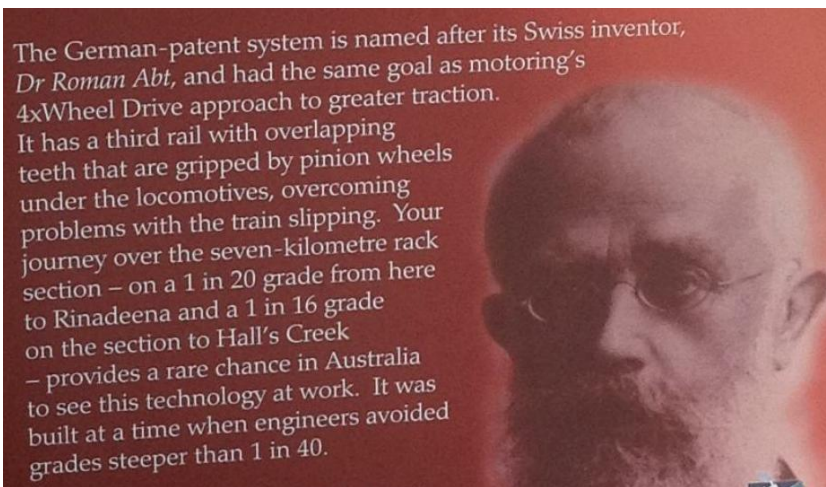 The German-patent system is named after its Swiss inventor,
Dr Roman Abt, and had the same goal as motoring's
4xWheel Drive approach to greater traction.
It has a third rail with overlapping
teeth that are gripped by pinion wheels
under the locomotives, overcoming
problems with the train slipping. Your
journey over the seven-kilometre rack
section – on a 1 in 20 grade from here
to Rinadeena and a 1 in 16 grade
on the section to Hall's Creek
– provides a rare chance in Australia
to see this technology at work. It was
built at a time when engineers avoided
grades steeper than 1 in 40.